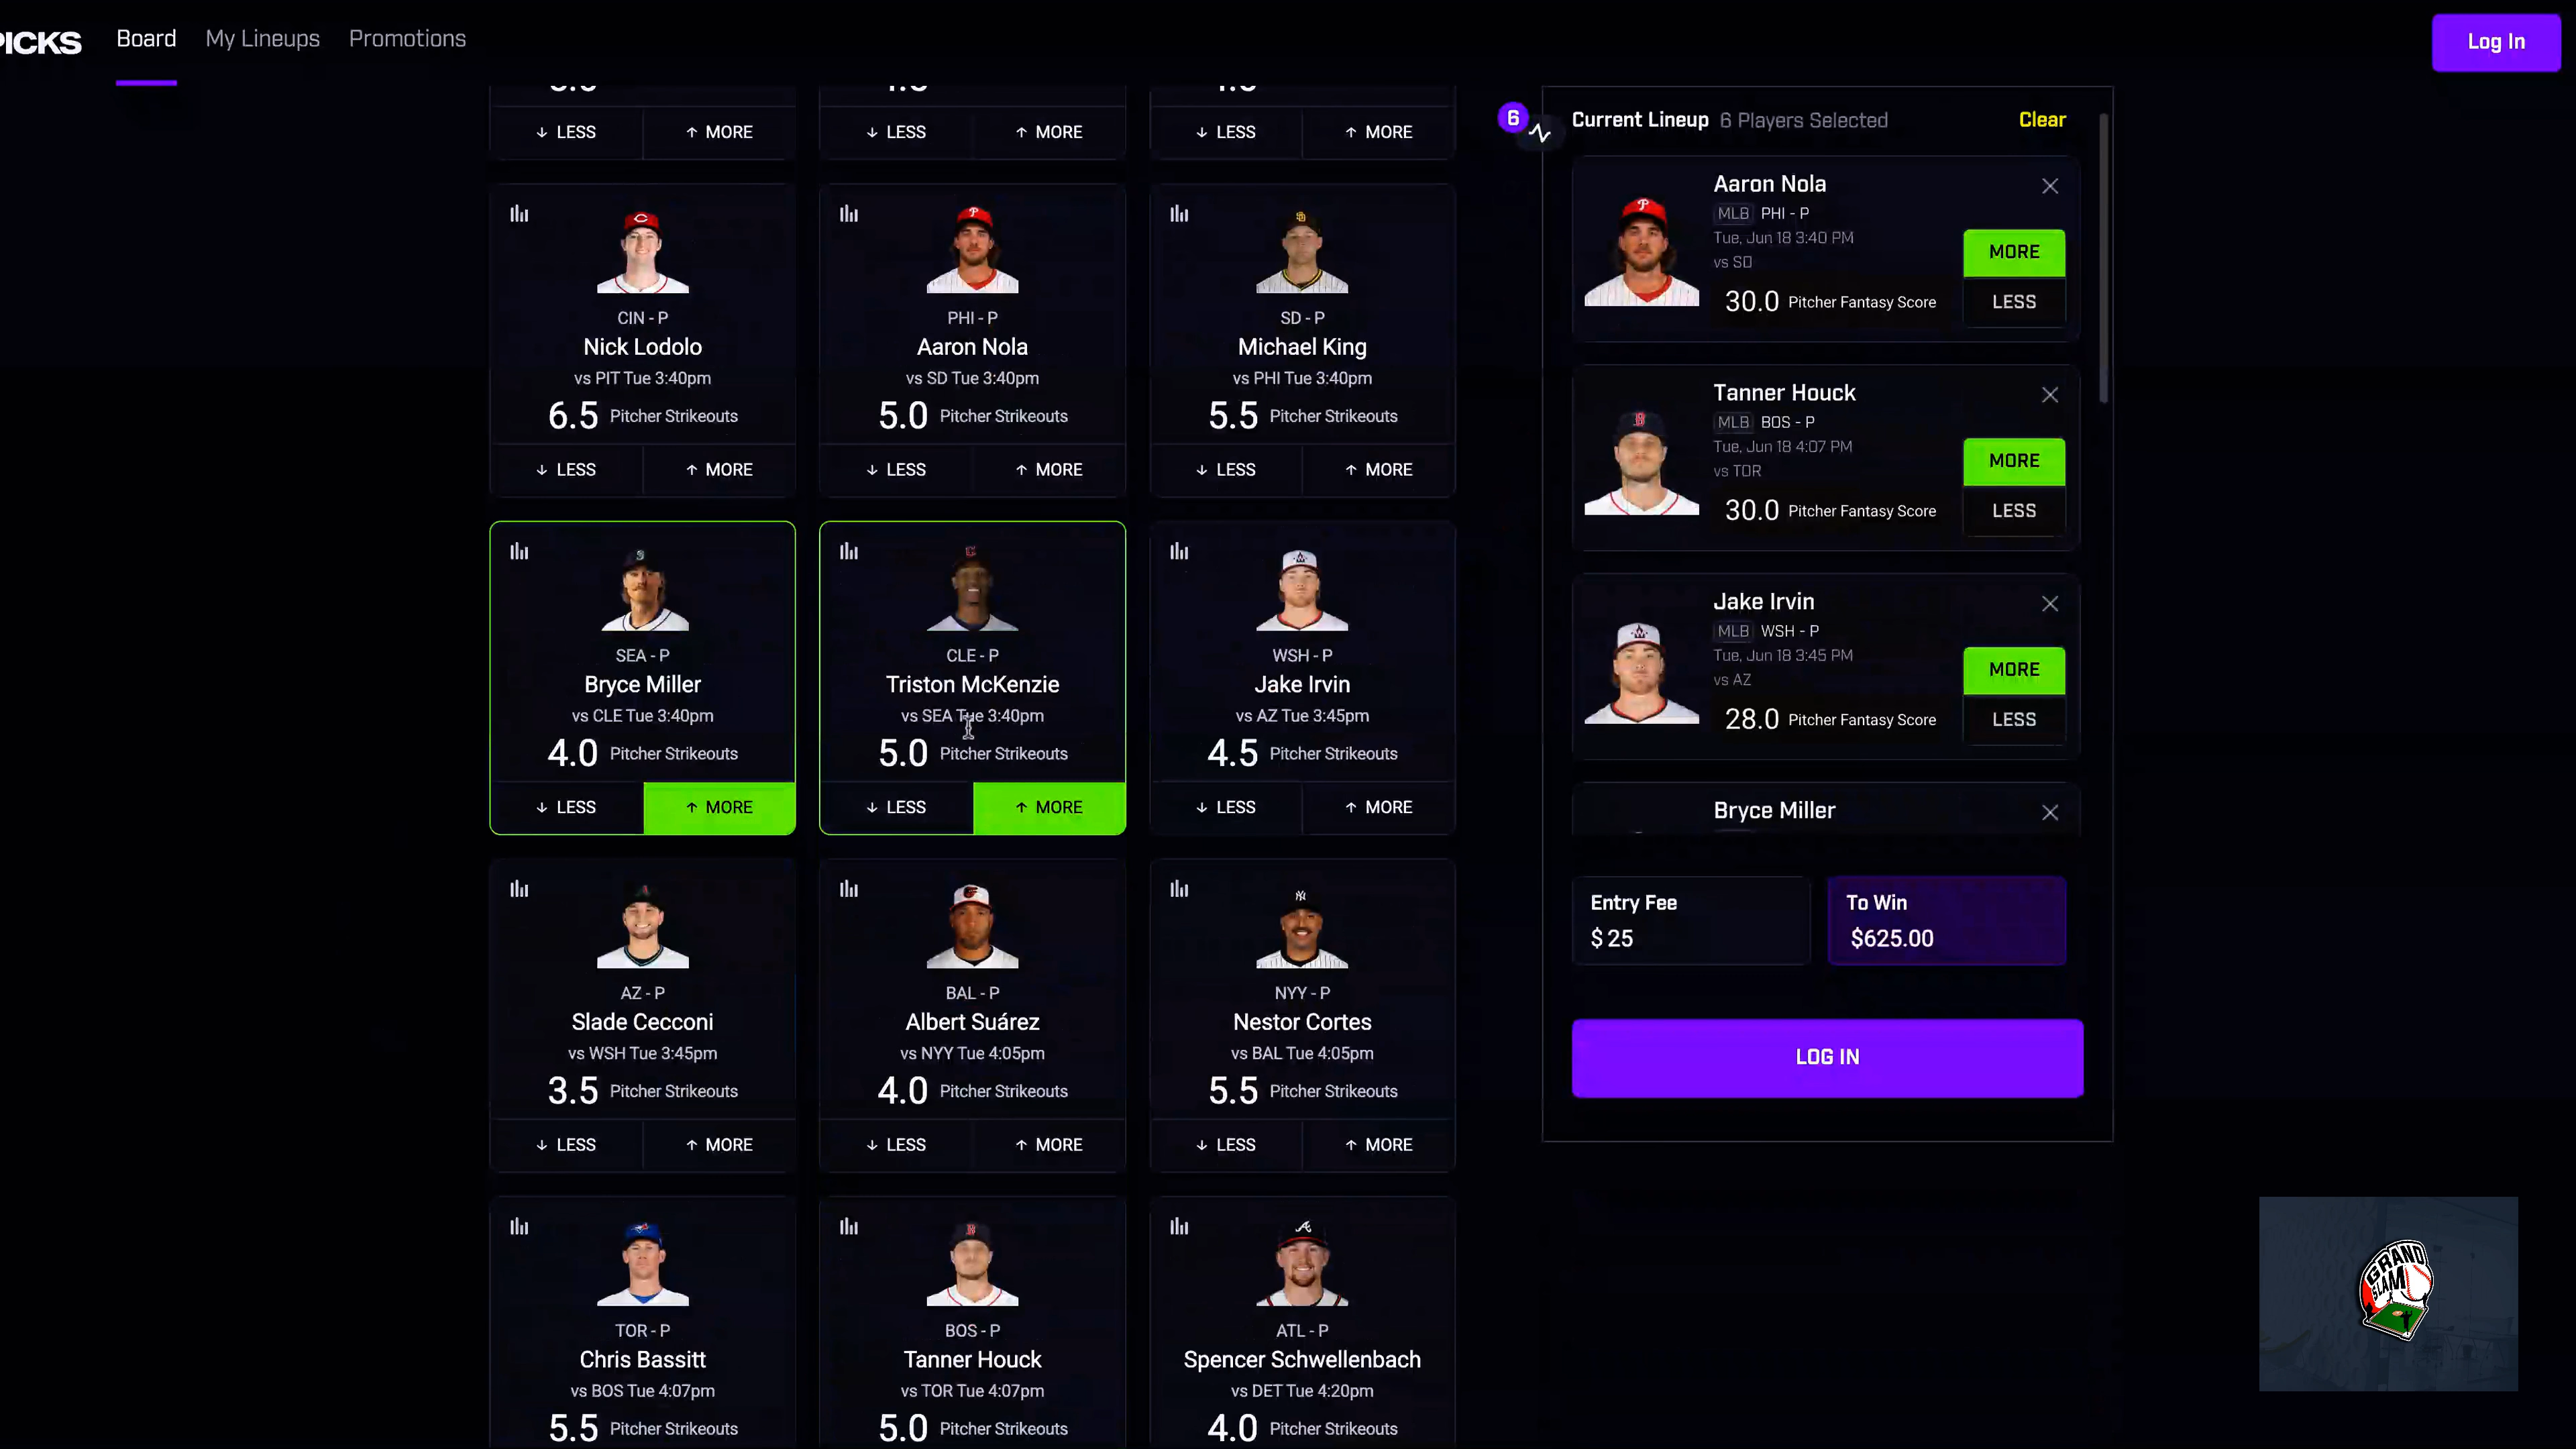 PICKS
Board
My Lineups
Promotions
Log In
↓ LESS
↑ MORE
↓ LESS
↑ MORE
↓ LESS
↑ MORE
CIN - P
Nick Lodolo
vs PIT Tue 3:40pm
6.5 Pitcher Strikeouts
↓ LESS
↑ MORE
PHI - P
Aaron Nola
vs SD Tue 3:40pm
5.0 Pitcher Strikeouts
↓ LESS
↑ MORE
SD - P
Michael King
vs PHI Tue 3:40pm
5.5 Pitcher Strikeouts
↓ LESS
↑ MORE
SEA - P
Bryce Miller
vs CLE Tue 3:40pm
4.0 Pitcher Strikeouts
↓ LESS
↑ MORE
CLE - P
Triston McKenzie
vs SEA Tue 3:40pm
5.0 Pitcher Strikeouts
↓ LESS
↑ MORE
WSH - P
Jake Irvin
vs AZ Tue 3:45pm
4.5 Pitcher Strikeouts
↓ LESS
↑ MORE
AZ - P
Slade Cecconi
vs WSH Tue 3:45pm
3.5 Pitcher Strikeouts
↓ LESS
↑ MORE
BAL - P
Albert Suárez
vs NYY Tue 4:05pm
4.0 Pitcher Strikeouts
↓ LESS
↑ MORE
NYY - P
Nestor Cortes
vs BAL Tue 4:05pm
5.5 Pitcher Strikeouts
↓ LESS
↑ MORE
TOR - P
Chris Bassitt
vs BOS Tue 4:07pm
5.5 Pitcher Strikeouts
BOS - P
Tanner Houck
vs TOR Tue 4:07pm
5.0 Pitcher Strikeouts
ATL - P
Spencer Schwellenbach
vs DET Tue 4:20pm
4.0 Pitcher Strikeouts
6
Current Lineup 6 Players Selected
Clear
Aaron Nola
MLB PHI - P
Tue, Jun 18 3:40 PM
vs SD
30.0 Pitcher Fantasy Score
MORE
LESS
Tanner Houck
MLB BOS - P
Tue, Jun 18 4:07 PM
vs TOR
30.0 Pitcher Fantasy Score
MORE
LESS
Jake Irvin
MLB WSH - P
Tue, Jun 18 3:45 PM
vs AZ
28.0 Pitcher Fantasy Score
MORE
LESS
Bryce Miller
Entry Fee
$ 25
To Win
$625.00
LOG IN
GRAND
SLAM